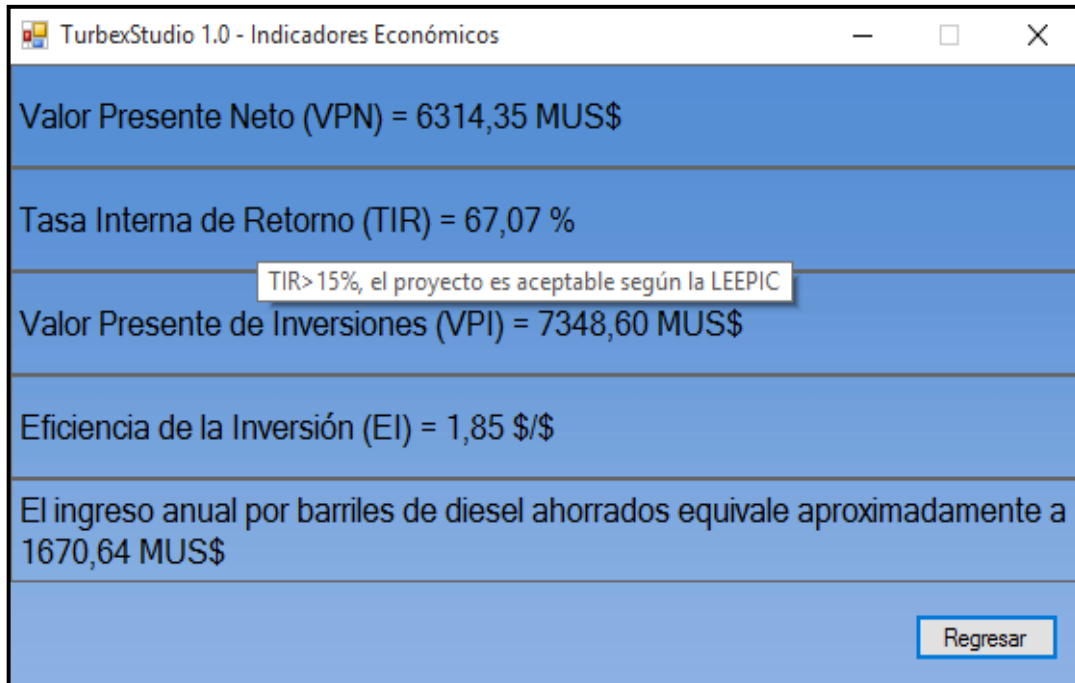 TurbexStudio 1.0 - Indicadores Económicos
Valor Presente Neto (VPN) = 6314,35 MUS$
Tasa Interna de Retorno (TIR) = 67,07 %
TIR>15%, el proyecto es aceptable según la LEEPIC
Valor Presente de Inversiones (VPI) = 7348,60 MUS$
Eficiencia de la Inversión (EI) = 1,85 $/$
El ingreso anual por barriles de diesel ahorrados equivale aproximadamente a
1670,64 MUS$
Regresar